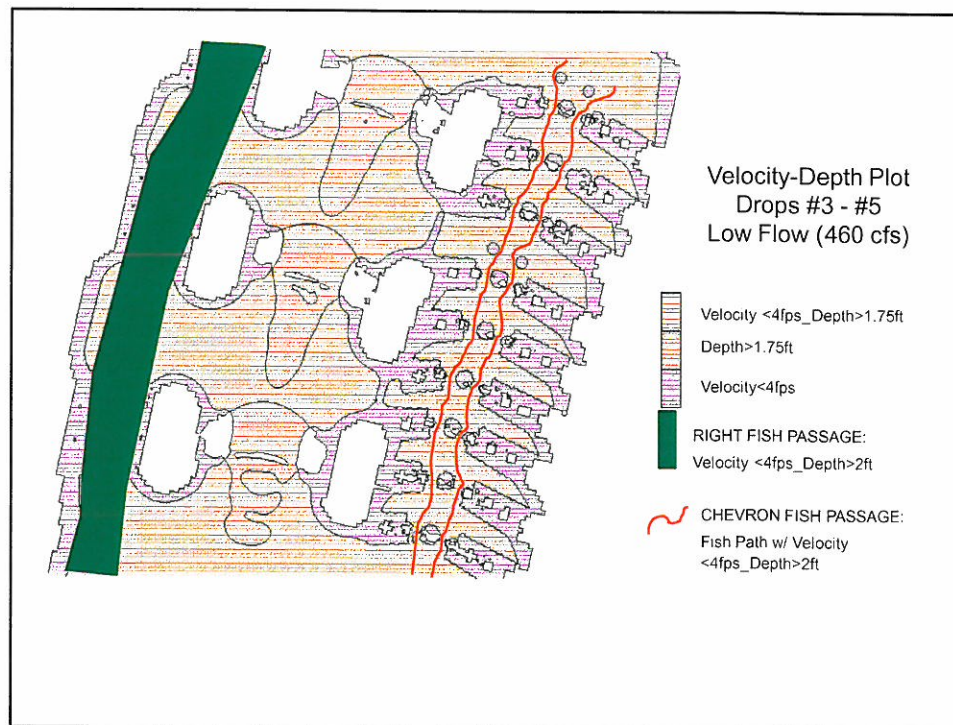 Velocity-Depth Plot
Drops #3 - #5
Low Flow (460 cfs)
Velocity <4fps_Depth>1.75ft
Depth>1.75ft
Velocity<4fps
RIGHT FISH PASSAGE:
Velocity <4fps_Depth>2ft
CHEVRON FISH PASSAGE:
Fish Path w/ Velocity
<4fps_Depth>2ft